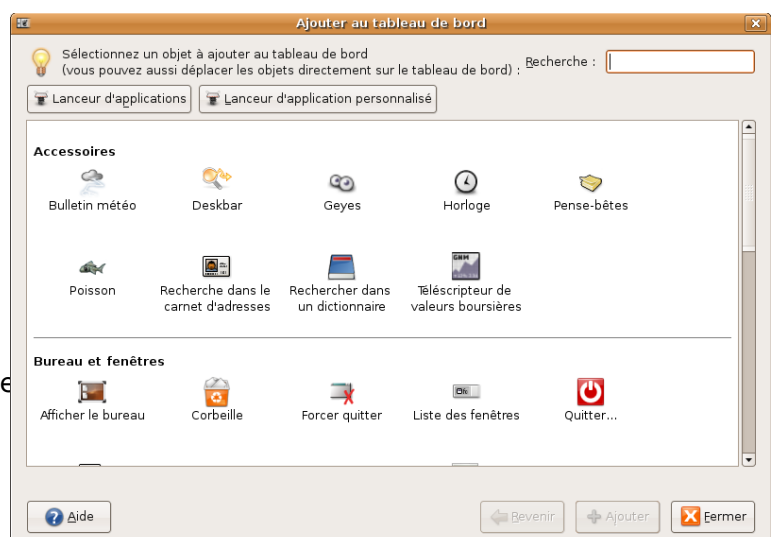 Ajouter au tableau de bord
Sélectionnez un objet à ajouter au tableau de bord
(vous pouvez aussi déplacer les objets directement sur le tableau de bord) :
Recherche :
Lanceur d'applications
Lanceur d'application personnalisé
Accessoires
Bulletin météo
Deskbar
Geyes
Horloge
Pense-bêtes
Poisson
Recherche dans le
carnet d'adresses
Rechercher dans
un dictionnaire
Téléscripteur de
valeurs boursières
Bureau et fenêtres
Afficher le bureau
Corbeille
Forcer quitter
Liste des fenêtres
Quitter...
Aide
Revenir
Ajouter
Fermer